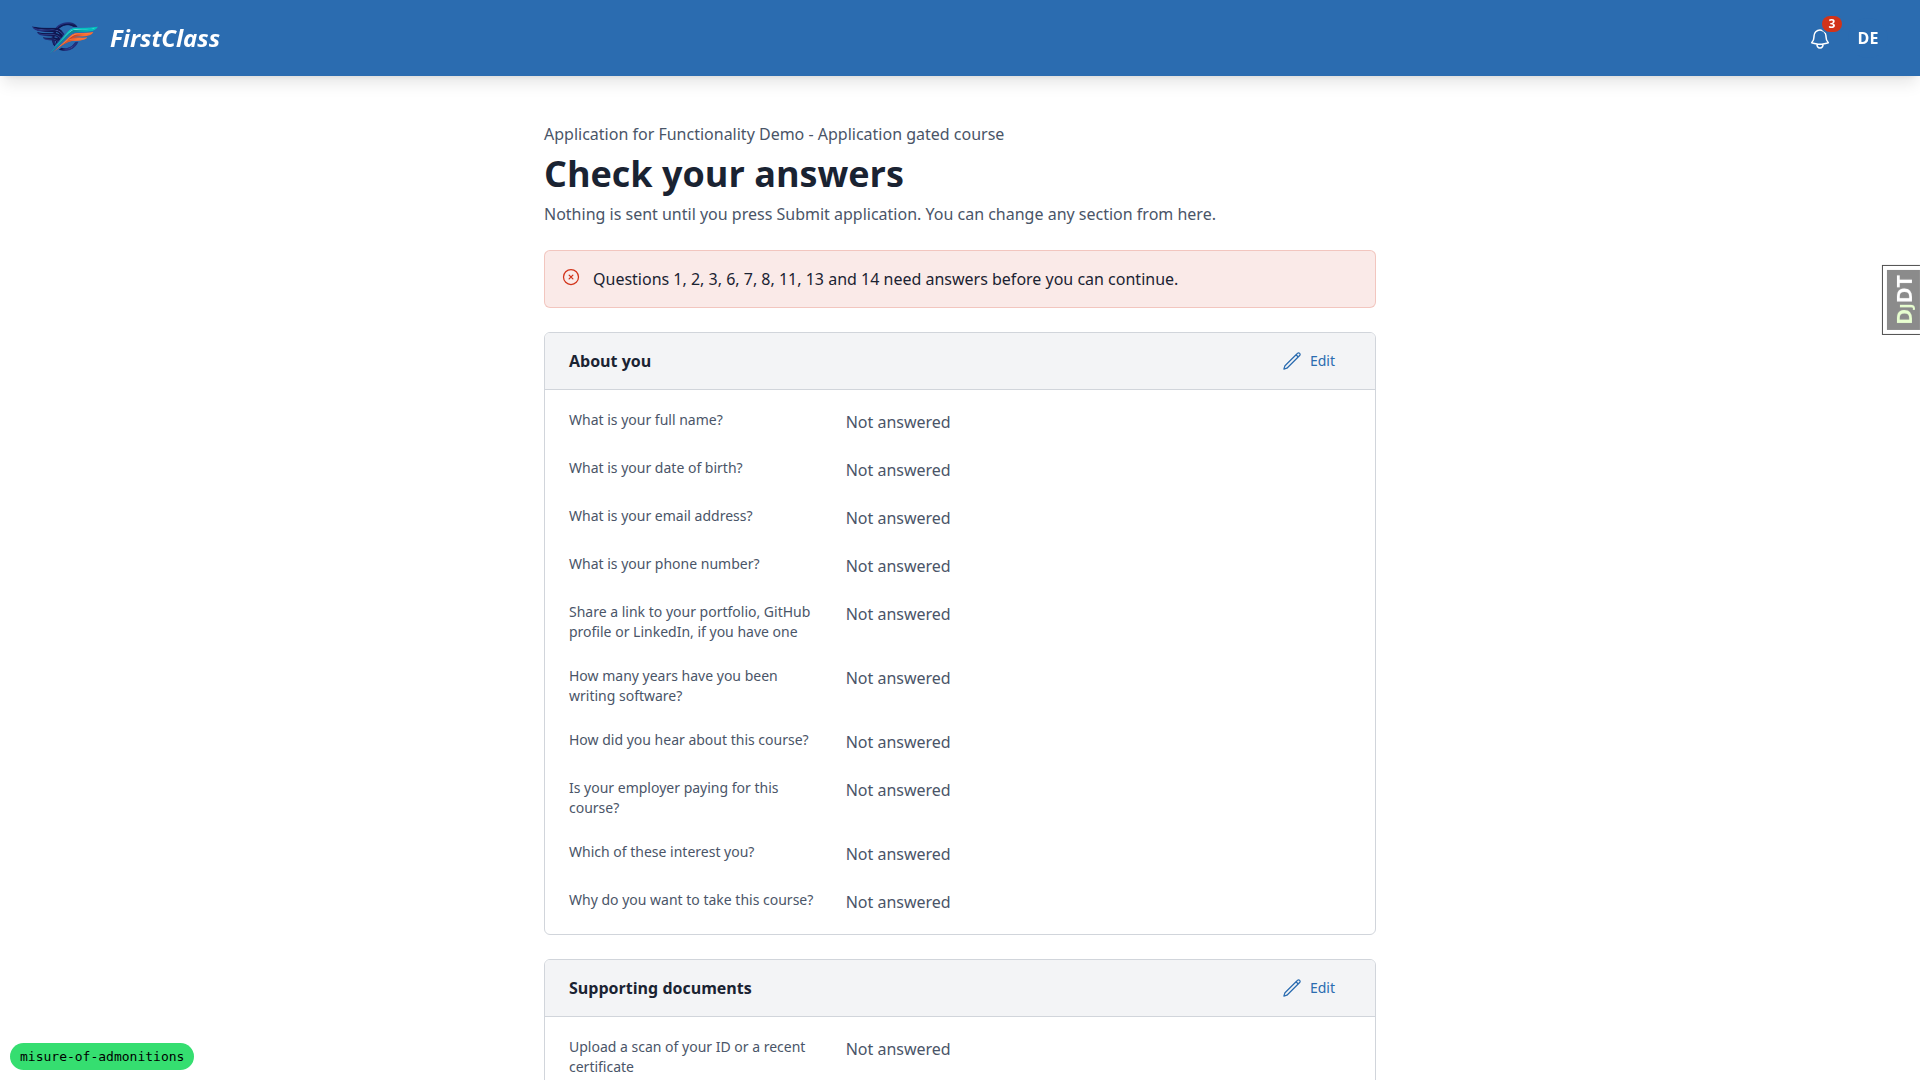 FirstClass
3
DE
Application for Functionality Demo - Application gated course
Check your answers
Nothing is sent until you press Submit application. You can change any section from here.
Questions 1, 2, 3, 6, 7, 8, 11, 13 and 14 need answers before you can continue.
DjDT
About you
Edit
What is your full name?
Not answered
What is your date of birth?
Not answered
What is your email address?
Not answered
What is your phone number?
Not answered
Share a link to your portfolio, GitHub
profile or LinkedIn, if you have one
Not answered
How many years have you been
writing software?
Not answered
How did you hear about this course?
Not answered
Is your employer paying for this
course?
Not answered
Which of these interest you?
Not answered
Why do you want to take this course?
Not answered
Supporting documents
Edit
Upload a scan of your ID or a recent
certificate
Not answered
misure-of-admonitions